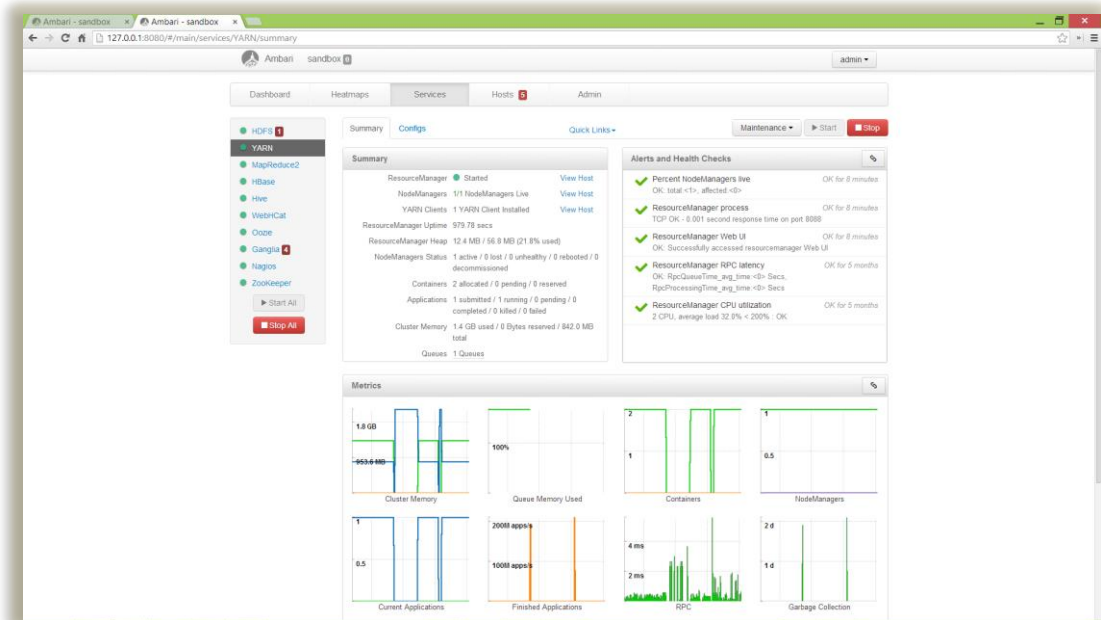 Ambari - sandbox
Ambari - sandbox
127.0.0.1:8080/#/main/services/YARN/summary
Ambari sandbox 0
admin
Dashboard Heatmaps Services Hosts 5 Admin
HDFS 1
YARN
MapReduce2
HBase
Hive
WebHCat
Oozie
Ganglia 4
Nagios
ZooKeeper
Start All
Stop All
Summary Configs Quick Links Maintenance Start Stop
Summary
ResourceManager Started View Host
NodeManagers 1/1 NodeManagers Live View Host
YARN Clients 1 YARN Client Installed View Host
ResourceManager Uptime 979.78 secs
ResourceManager Heap 12.4 MB / 56.8 MB (21.8% used)
NodeManagers Status 1 active / 0 lost / 0 unhealthy / 0 rebooted / 0
decommissioned
Containers 2 allocated / 0 pending / 0 reserved
Applications 1 submitted / 1 running / 0 pending / 0
completed / 0 killed / 0 failed
Cluster Memory 1.4 GB used / 0 Bytes reserved / 842.0 MB
total
Queues 1 Queues
Alerts and Health Checks
Percent NodeManagers live OK for 8 minutes
OK: total:<1>, affected:<0>
ResourceManager process OK for 8 minutes
TCP OK - 0.001 second response time on port 8088
ResourceManager Web UI OK for 8 minutes
OK: Successfully accessed resourcemanager Web UI
ResourceManager RPC latency OK for 5 months
OK: RpcQueueTime_avg_time:<0> Secs,
RpcProcessingTime_avg_time:<0> Secs
ResourceManager CPU utilization OK for 5 months
2 CPU, average load 32.0% < 200% : OK
Metrics
1.8 GB
953.6 MB
Cluster Memory
100%
Queue Memory Used
2
1
Containers
1
0.5
NodeManagers
1
0.5
Current Applications
200M apps/s
100M apps/s
Finished Applications
4 ms
2 ms
RPC
2 d
1 d
Garbage Collection